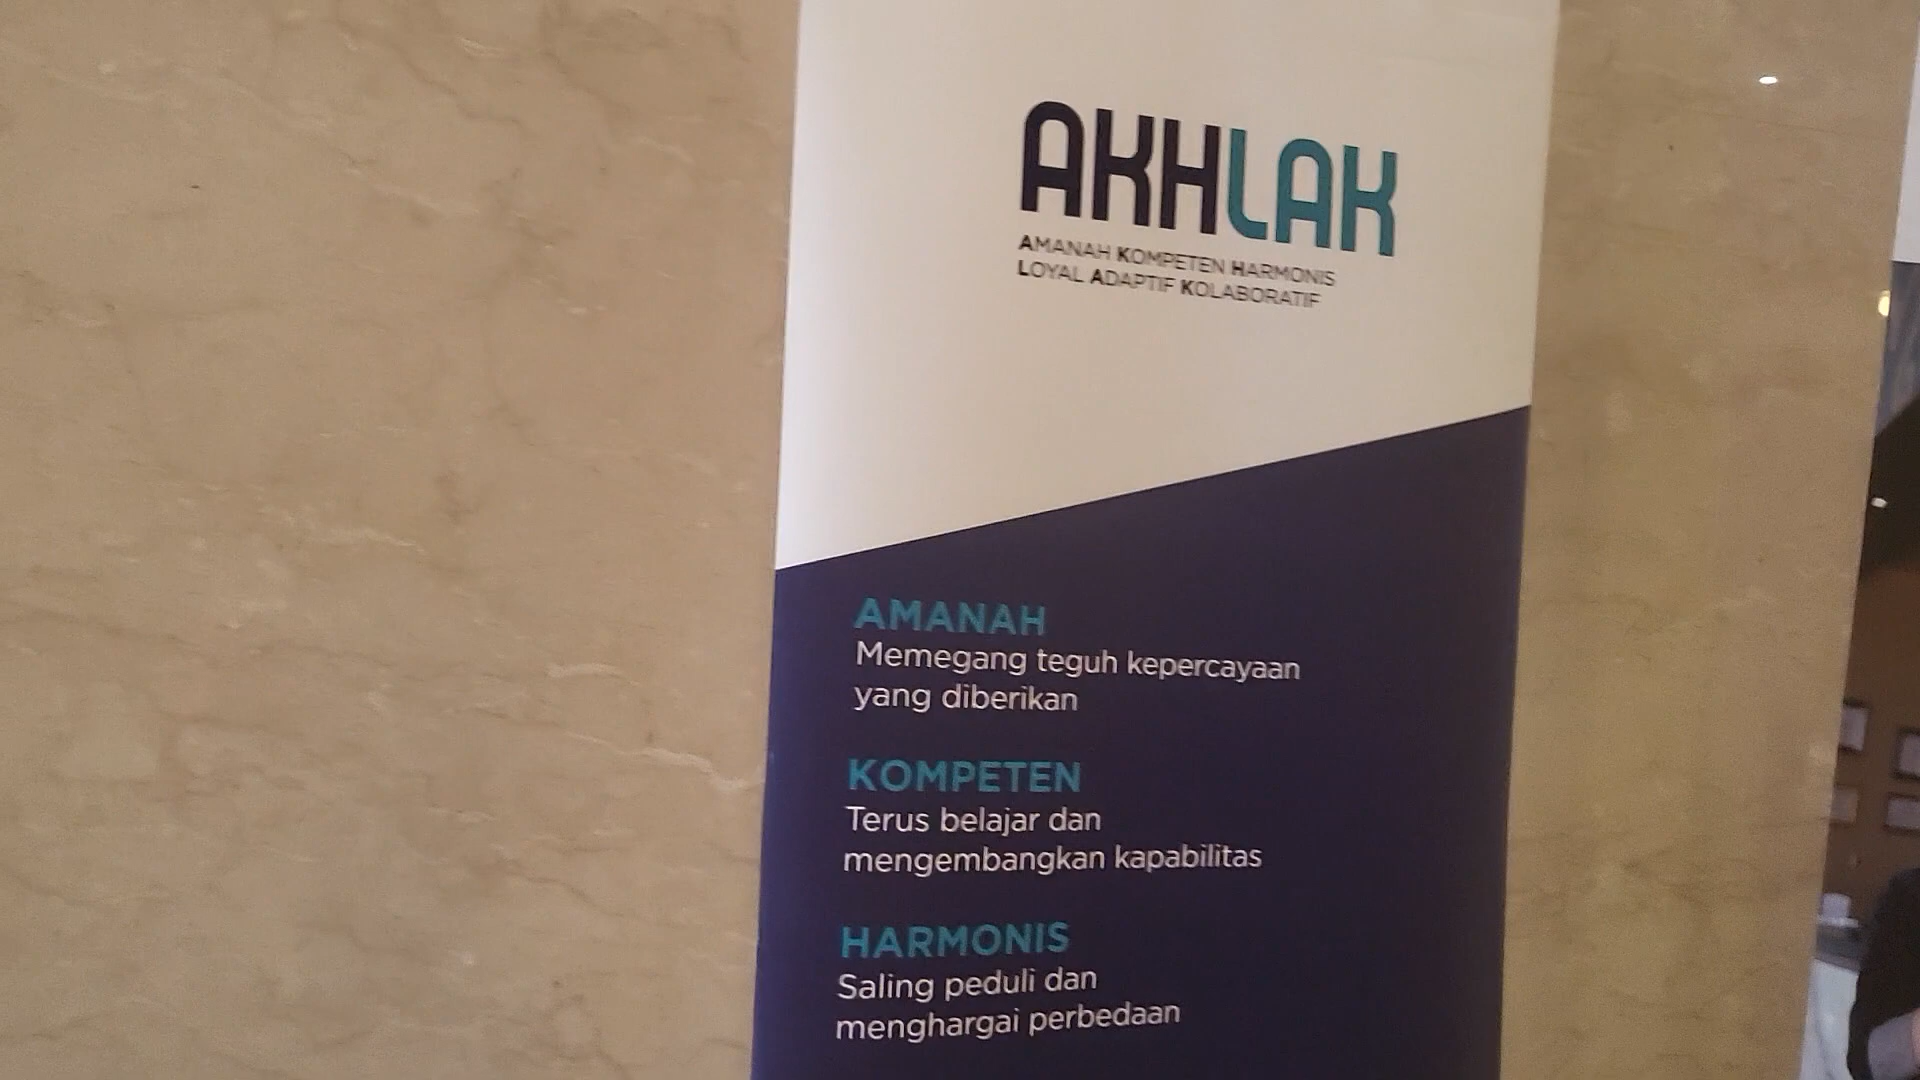 AKHLAK
AMANAH KOMPETEN HARMONIS
LOYAL ADAPTIF KOLABORATIF
AMANAH
Memegang teguh kepercayaan
yang diberikan
KOMPETEN
Terus belajar dan
mengembangkan kapabilitas
HARMONIS
Saling peduli dan
menghargai perbedaan